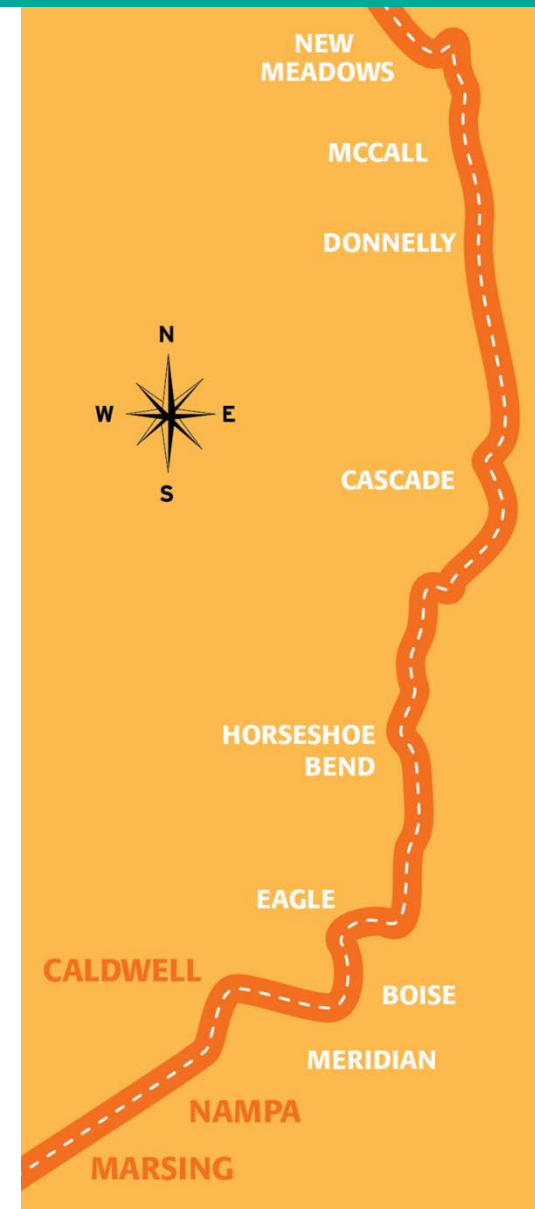 NEW
MEADOWS
MCCALL
DONNELLY
N
W
E
S
CASCADE
HORSESHOE
BEND
EAGLE
CALDWELL
BOISE
MERIDIAN
NAMPA
MARSING